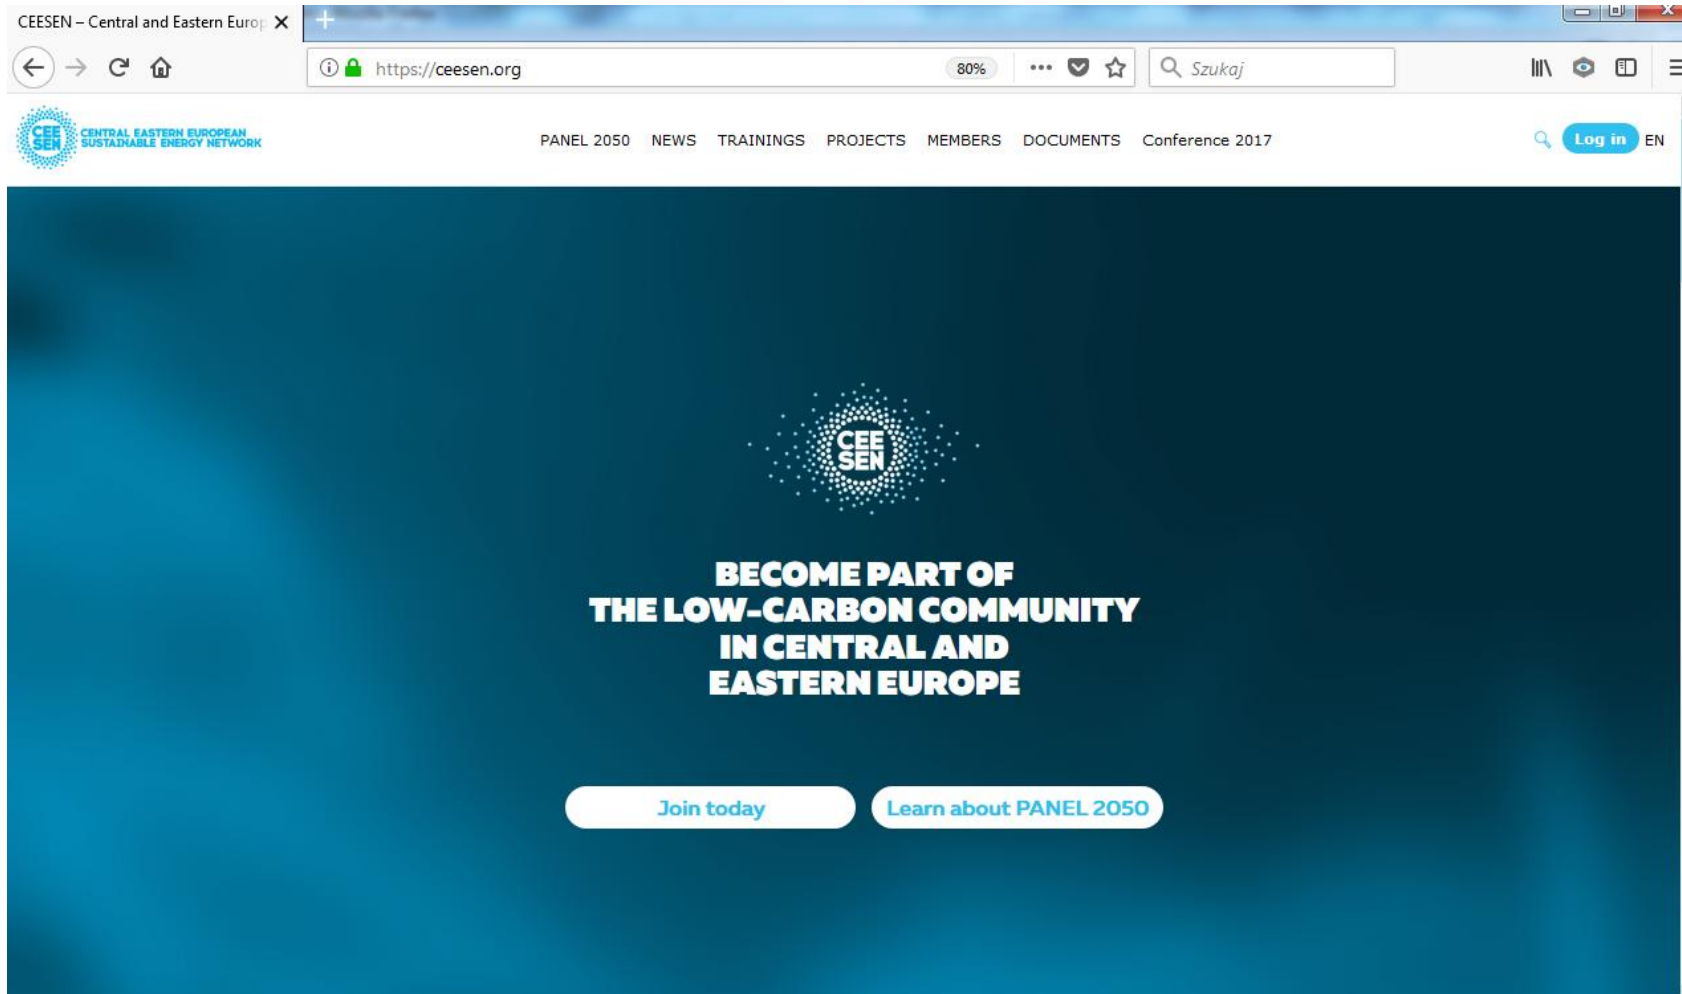 CEESEN – Central and Eastern Europ
https://ceesen.org
80%
Szukaj
CEE
SEN
CENTRAL EASTERN EUROPEAN
SUSTAINABLE ENERGY NETWORK
PANEL 2050 NEWS TRAININGS PROJECTS MEMBERS DOCUMENTS Conference 2017
Log in EN
CEE
SEN
BECOME PART OF
THE LOW-CARBON COMMUNITY
IN CENTRAL AND
EASTERN EUROPE
Join today
Learn about PANEL 2050